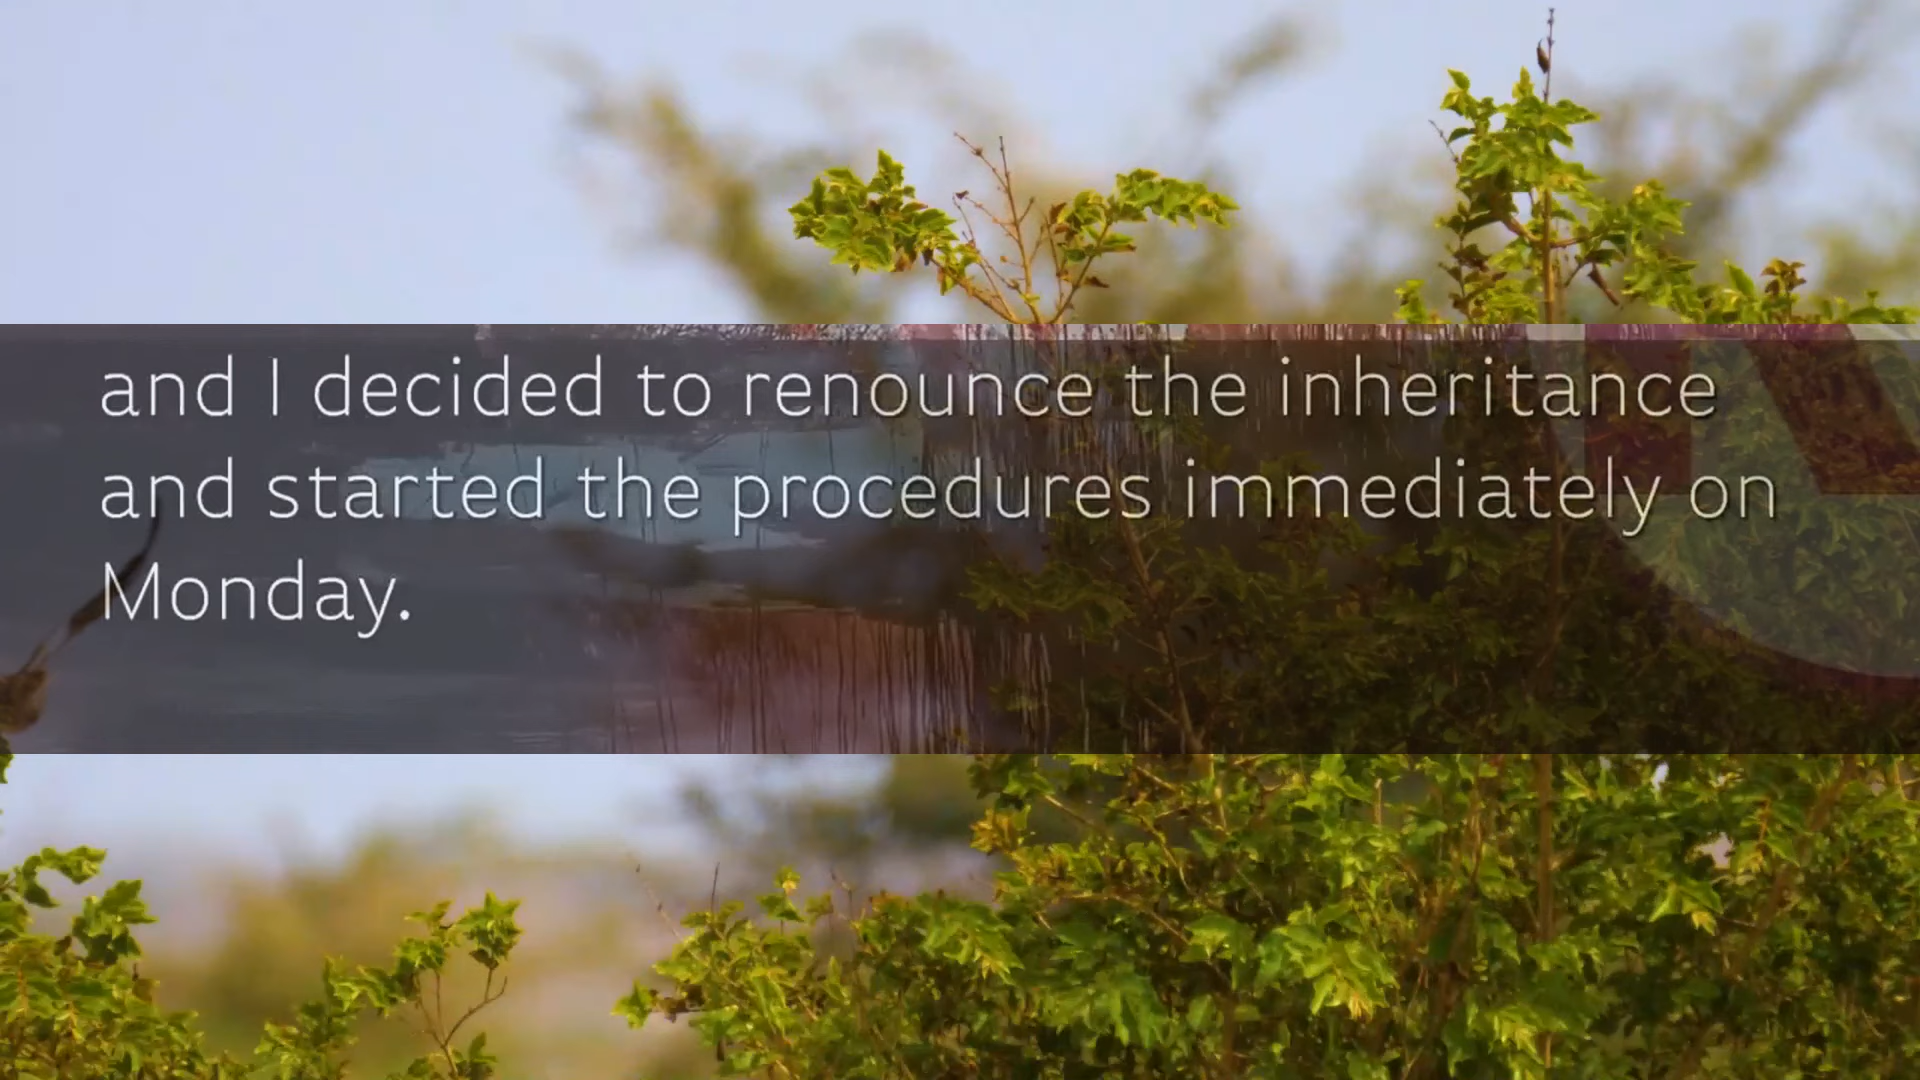 and I decided to renounce the inheritance
and started the procedures immediately on
Monday.